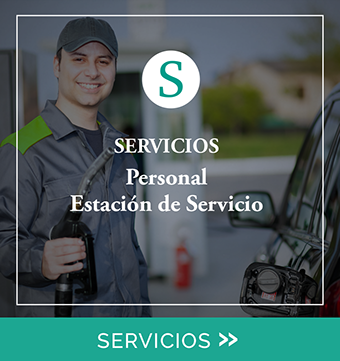 S
SERVICIOS
Personal
Estación de Servicio
SERVICIOS >>